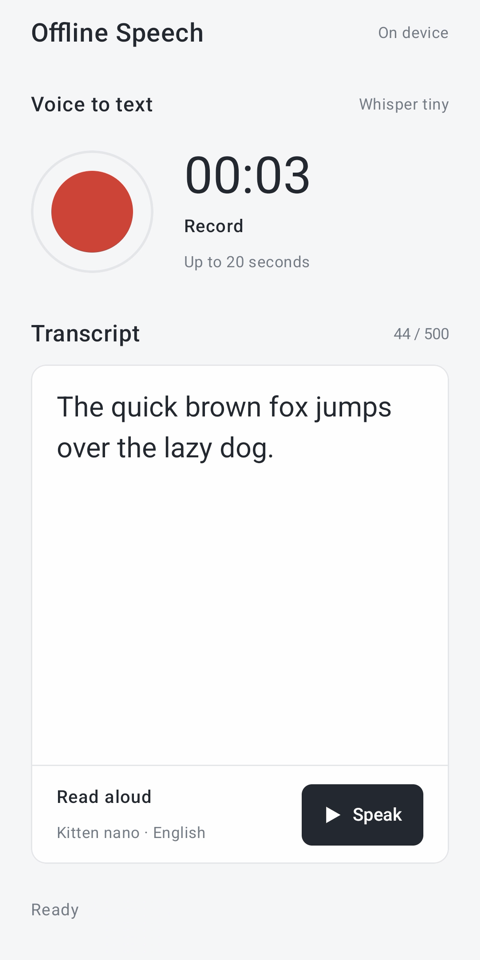 Offline Speech
On device
Voice to text
Whisper tiny
00:03
Record
Up to 20 seconds
Transcript
44 / 500
The quick brown fox jumps
over the lazy dog.
Read aloud
Kitten nano · English
Speak
Ready